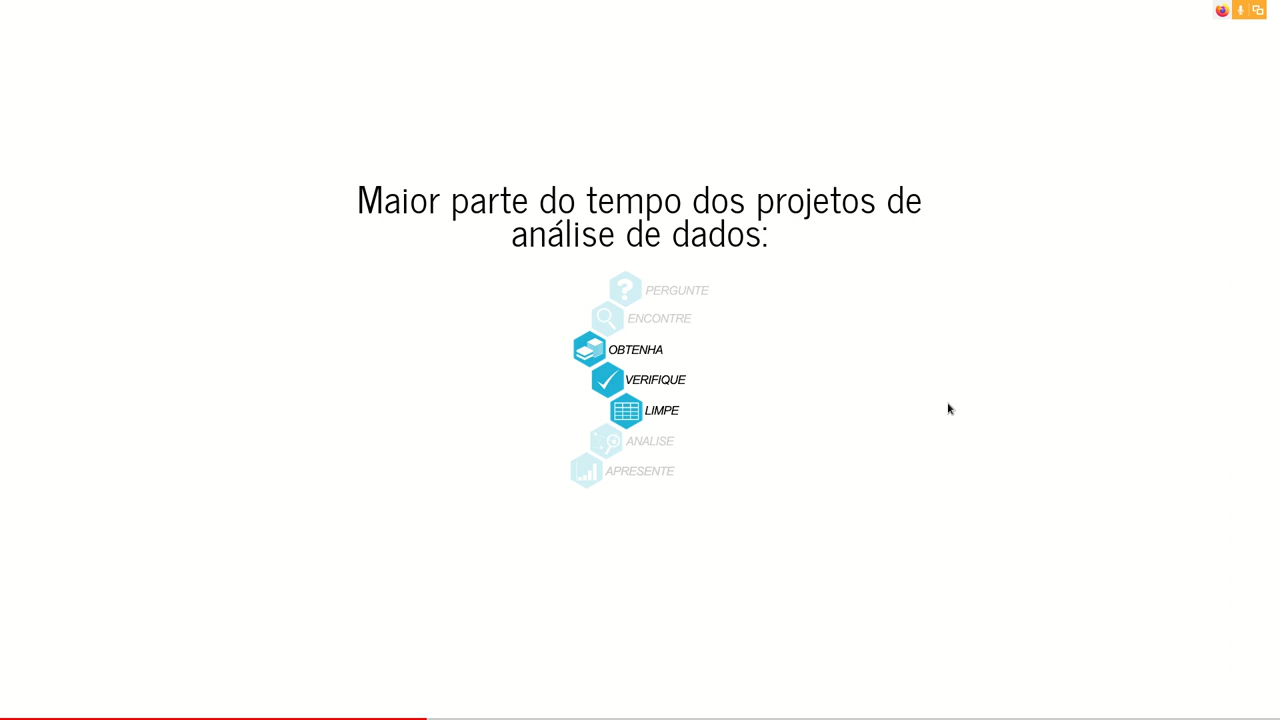 Maior parte do tempo dos projetos de
análise de dados:
PERGUNTE
ENCONTRE
OBTENHA
VERIFIQUE
LIMPE
ANALISE
APRESENTE